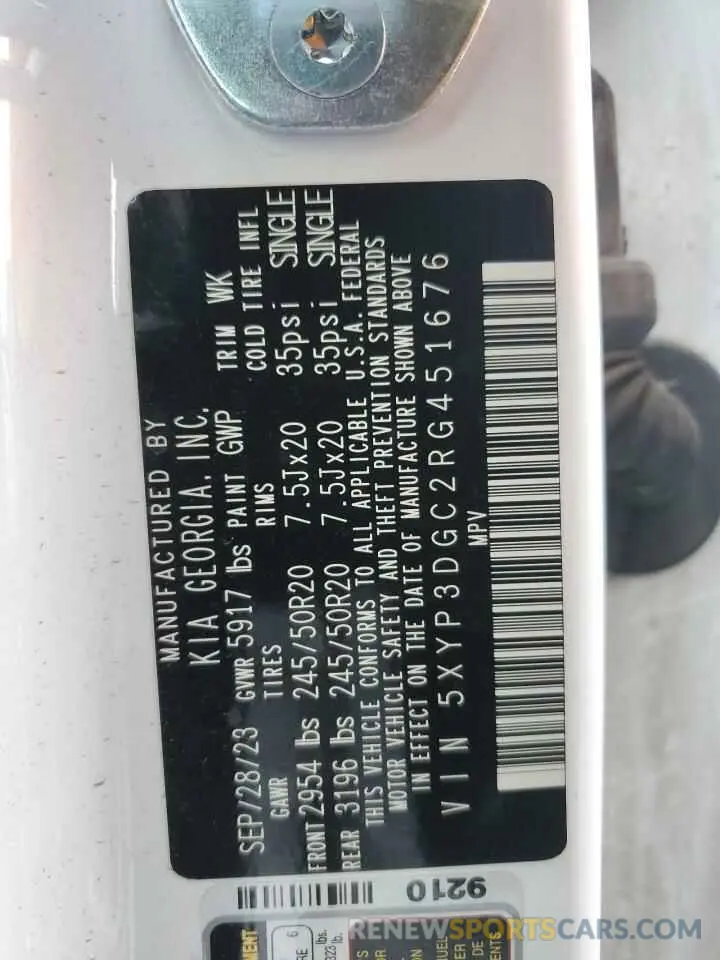 MANUFACTURED BY
KIA GEORGIA, INC.
SEP/28/23 GVWR 5917 lbs PAINT GWP TRIM WK
GAWR TIRES RIMS COLD TIRE INFL
FRONT 2954 lbs 245/50R20 7.5Jx20 35psi SINGLE
REAR 3196 lbs 245/50R20 7.5Jx20 35psi SINGLE
THIS VEHICLE CONFORMS TO ALL APPLICABLE U.S.A. FEDERAL
MOTOR VEHICLE SAFETY AND THEFT PREVENTION STANDARDS
IN EFFECT ON THE DATE OF MANUFACTURE SHOWN ABOVE
VIN 5XYP3DGC2RG451676
MPV
9210
RENEWSPORTSCARS.COM